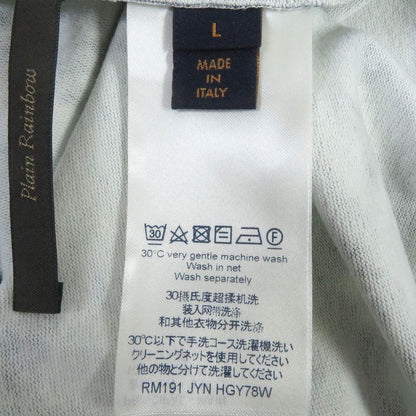 L
MADE
IN
ITALY
Plain Rainbow
30
F
30°C very gentle machine wash
Wash in net
Wash separately
30摄氏度超揉机洗
装入网带洗涤
和其他衣物分开洗涤
30℃以下で手洗コース洗濯機洗い
クリーニングネットを使用してください
他の物と分けて洗濯してください
RM191 JYN HGY78W